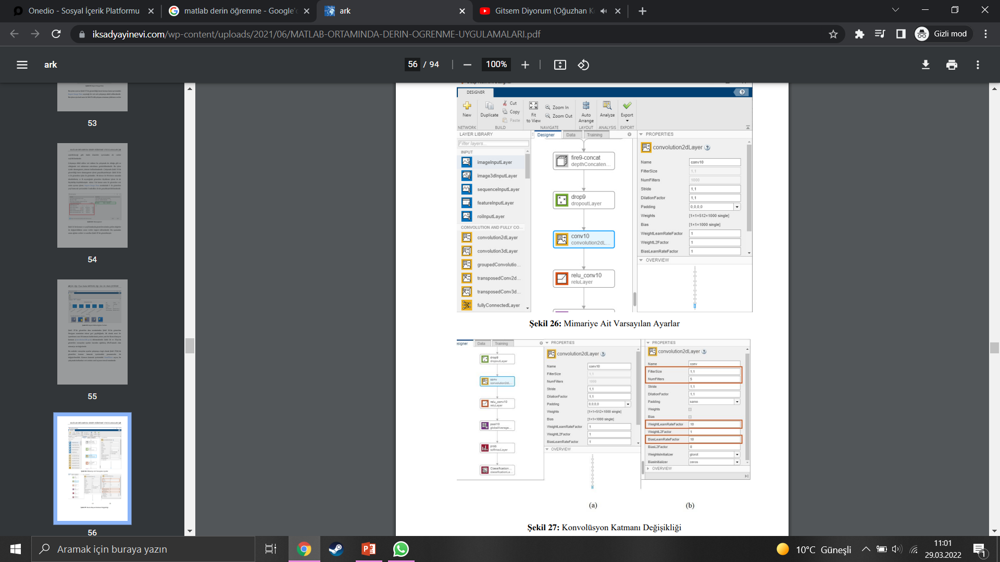 Onedio - Sosyal İçerik Platformu
matlab derin öğrenme - Google'd
ark
Gitsem Diyorum (Oğuzhan K
iksadyayinevi.com/wp-content/uploads/2021/06/MATLAB-ORTAMINDA-DERIN-OGRENME-UYGULAMALARI.pdf
Gizli mod
ark
56 / 94
100%
53
54
55
56
DESIGNER
New
Duplicate
Cut
Copy
Paste
Fit to View
Zoom In
Zoom Out
Auto Arrange
Analyze
Export
NETWORK
BUILD
NAVIGATE
LAYOUT
ANALYSIS
EXPORT
LAYER LIBRARY
Filter layers...
INPUT
imageInputLayer
image3dInputLayer
sequenceInputLayer
featureInputLayer
roiInputLayer
CONVOLUTION AND FULLY CO...
convolution2dLayer
convolution3dLayer
groupedConvolutio...
transposedConv2d...
transposedConv3d...
fullyConnectedLayer
Designer
Data
Training
fire9-concat
depthConcaten...
drop9
dropoutLayer
conv10
convolution2dL...
relu_conv10
reluLayer
PROPERTIES
convolution2dLayer
Name conv10
FilterSize 1,1
NumFilters 1000
Stride 1,1
DilationFactor 1,1
Padding 0,0,0,0
Weights [1×1×512×1000 single]
Bias [1×1×1000 single]
WeightLearnRateFactor 1
WeightL2Factor 1
BiasLearnRateFactor 1
OVERVIEW
Şekil 26: Mimariye Ait Varsayılan Ayarlar
esigner
Data
Training
drop9
dropoutLayer
conv
convolution2dL...
relu_conv10
reluLayer
pool10
globalAverage...
prob
softmaxLayer
Classification...
classificationLa...
PROPERTIES
convolution2dLayer
Name conv10
FilterSize 1,1
NumFilters 1000
Stride 1,1
DilationFactor 1,1
Padding 0,0,0,0
Weights [1×1×512×1000 single]
Bias [1×1×1000 single]
WeightLearnRateFactor 1
WeightL2Factor 1
BiasLearnRateFactor 1
OVERVIEW
PROPERTIES
convolution2dLayer
Name conv
FilterSize 1,1
NumFilters 5
Stride 1,1
DilationFactor 1,1
Padding same
Weights []
Bias []
WeightLearnRateFactor 10
WeightL2Factor 1
BiasLearnRateFactor 10
BiasL2Factor 0
WeightsInitializer glorot
BiasInitializer zeros
OVERVIEW
(a)
(b)
Şekil 27: Konvolüsyon Katmanı Değişikliği
Aramak için buraya yazın
10°C Güneşli
11:01
29.03.2022
1